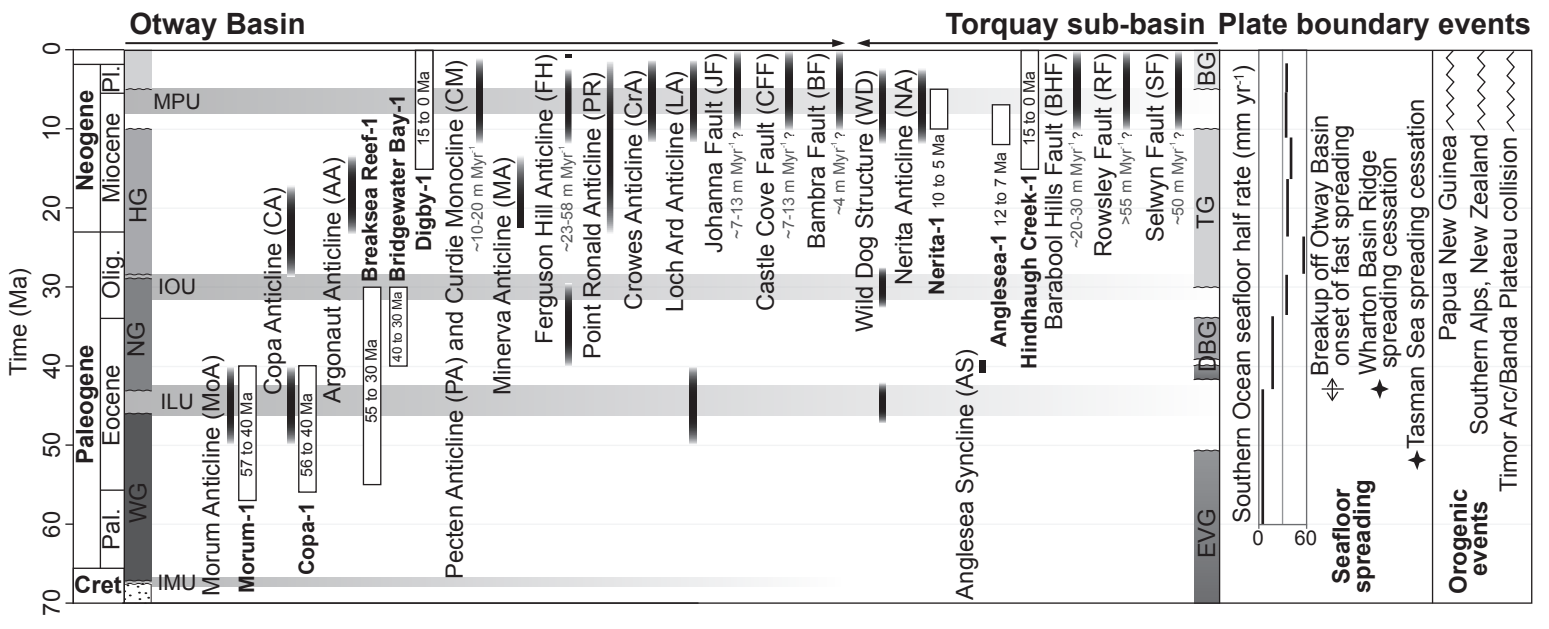 Otway Basin
Torquay sub-basin
Plate boundary events
Time (Ma)
0
10
20
30
40
50
60
70
Neogene
Paleogene
Cret
Pl.
Miocene
Olig.
Eocene
Pal.
HG
NG
WG
MPU
IOU
ILU
IMU
Morum Anticline (MoA)
Morum-1
57 to 40 Ma
Copa Anticline (CA)
Copa-1
56 to 40 Ma
Argonaut Anticline (AA)
Breaksea Reef-1
55 to 30 Ma
Bridgewater Bay-1
40 to 30 Ma
Digby-1
15 to 0 Ma
Pecten Anticline (PA) and Curdie Monocline (CM)
~10-20 m Myr⁻¹?
Minerva Anticline (MA)
Ferguson Hill Anticline (FH)
~23-58 m Myr⁻¹
Point Ronald Anticline (PR)
Crowes Anticline (CrA)
Loch Ard Anticline (LA)
Johanna Fault (JF)
~7-13 m Myr⁻¹?
Castle Cove Fault (CFF)
~7-13 m Myr⁻¹?
Bambra Fault (BF)
~4 m Myr⁻¹?
Wild Dog Structure (WD)
Nerita Anticline (NA)
Nerita-1
10 to 5 Ma
Anglesea Syncline (AS)
Anglesea-1
12 to 7 Ma
Hindhaugh Creek-1
15 to 0 Ma
Barabool Hills Fault (BHF)
~20-30 m Myr⁻¹?
Rowsley Fault (RF)
>55 m Myr⁻¹?
Selwyn Fault (SF)
~50 m Myr⁻¹?
BG
TG
DBG
EVG
Southern Ocean seafloor half rate (mm yr⁻¹)
0
60
Seafloor
spreading
Breakup off Otway Basin
onset of fast spreading
Wharton Basin Ridge
spreading cessation
Tasman Sea spreading cessation
Orogenic
events
Papua New Guinea
Southern Alps, New Zealand
Timor Arc/Banda Plateau collision